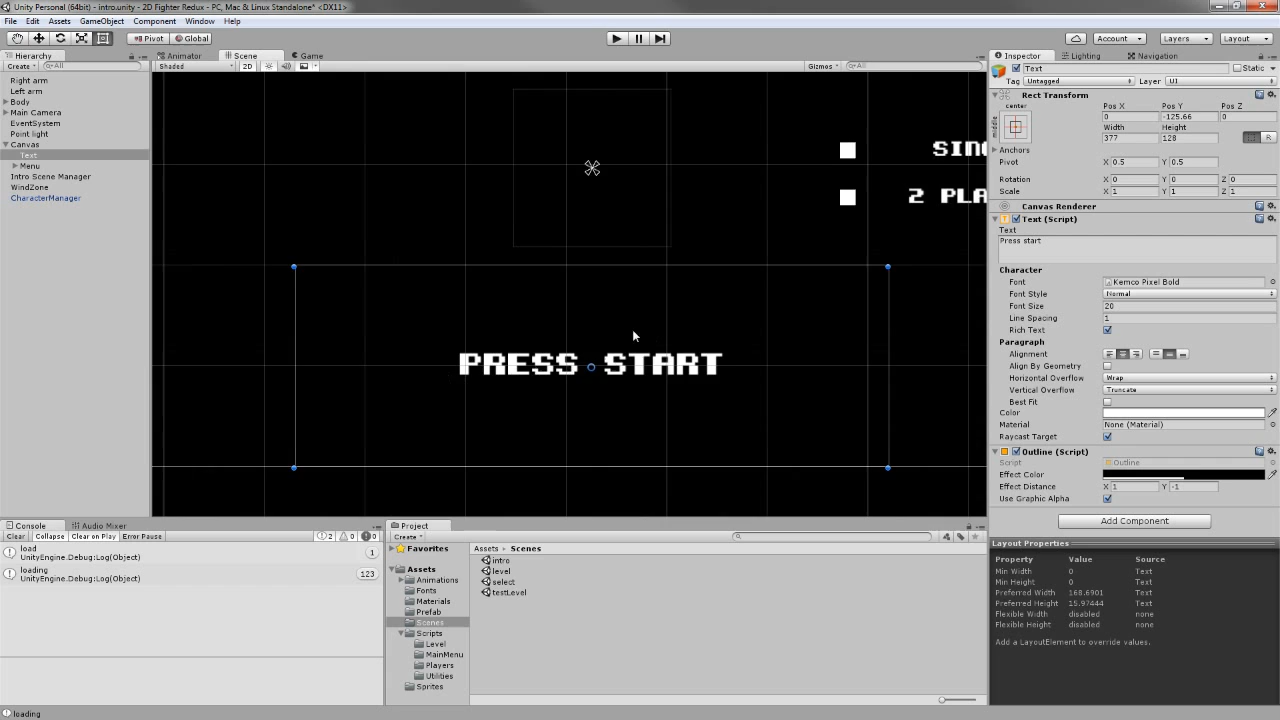 Unity Personal (64bit) - intro.unity - 2D Fighter Redux - PC, Mac & Linux Standalone* <DX11>
File Edit Assets GameObject Component Window Help
Pivot Global Account Layers Layout
Hierarchy
Create All
Right arm
Left arm
Body
Main Camera
EventSystem
Point light
Canvas
Text
Menu
Intro Scene Manager
WindZone
CharacterManager
Animator Scene Game
Shaded 2D Gizmos All
SING
2 PLA
PRESS START
Inspector Lighting Navigation
Text Static
Tag Untagged Layer UI
Rect Transform
center Pos X Pos Y Pos Z
middle 0 -125.66 0
Width Height
377 128 R
Anchors
Pivot X 0.5 Y 0.5
Rotation X 0 Y 0 Z 0
Scale X 1 Y 1 Z 1
Canvas Renderer
Text (Script)
Text
Press start
Character
Font Kemco Pixel Bold
Font Style Normal
Font Size 20
Line Spacing 1
Rich Text
Paragraph
Alignment
Align By Geometry
Horizontal Overflow Wrap
Vertical Overflow Truncate
Best Fit
Color
Material None (Material)
Raycast Target
Outline (Script)
Script Outline
Effect Color
Effect Distance X 1 Y -1
Use Graphic Alpha
Add Component
Layout Properties
Property Value Source
Min Width 0 Text
Min Height 0 Text
Preferred Width 168.6901 Text
Preferred Height 15.97444 Text
Flexible Width disabled none
Flexible Height disabled none
Add a LayoutElement to override values.
Console Audio Mixer
Clear Collapse Clear on Play Error Pause 2 0 0
load
UnityEngine.Debug:Log(Object) 1
loading
UnityEngine.Debug:Log(Object) 123
Project
Create
Favorites
Assets
Animations
Fonts
Materials
Prefab
Scenes
Scripts
Level
MainMenu
Players
Utilities
Sprites
Assets Scenes
intro
level
select
testLevel
loading